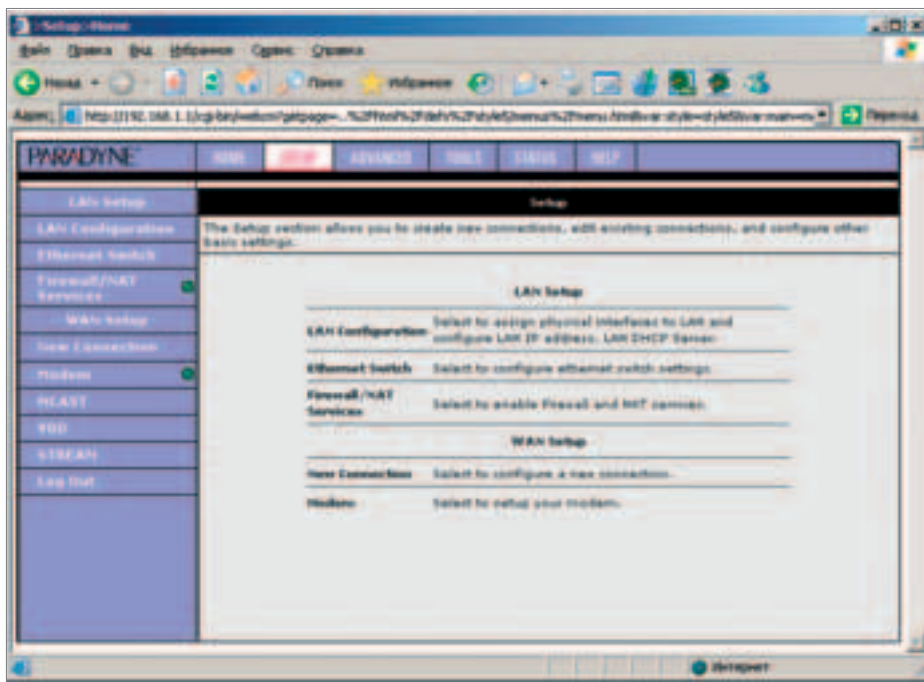 Setup Home
Файл Правка Вид Избранное Сервис Справка
Назад Поиск Избранное
Адрес: Переход
PARADYNE
HOME SETUP ADVANCED TOOLS STATUS HELP
LAN Setup
LAN Configuration
Ethernet Switch
Firewall/NAT
Services
WAN Setup
New Connection
Modem
MCAST
VOD
STREAM
Log Out
Setup
The Setup section allows you to create new connections, edit existing connections, and configure other
basic settings.
LAN Setup
LAN Configuration Select to assign physical interfaces to LAN and
configure LAN IP address, LAN DHCP Server.
Ethernet Switch Select to configure ethernet switch settings.
Firewall/NAT
Services Select to enable Firewall and NAT services.
WAN Setup
New Connection Select to configure a new connection.
Modem Select to setup your modem.
Интернет